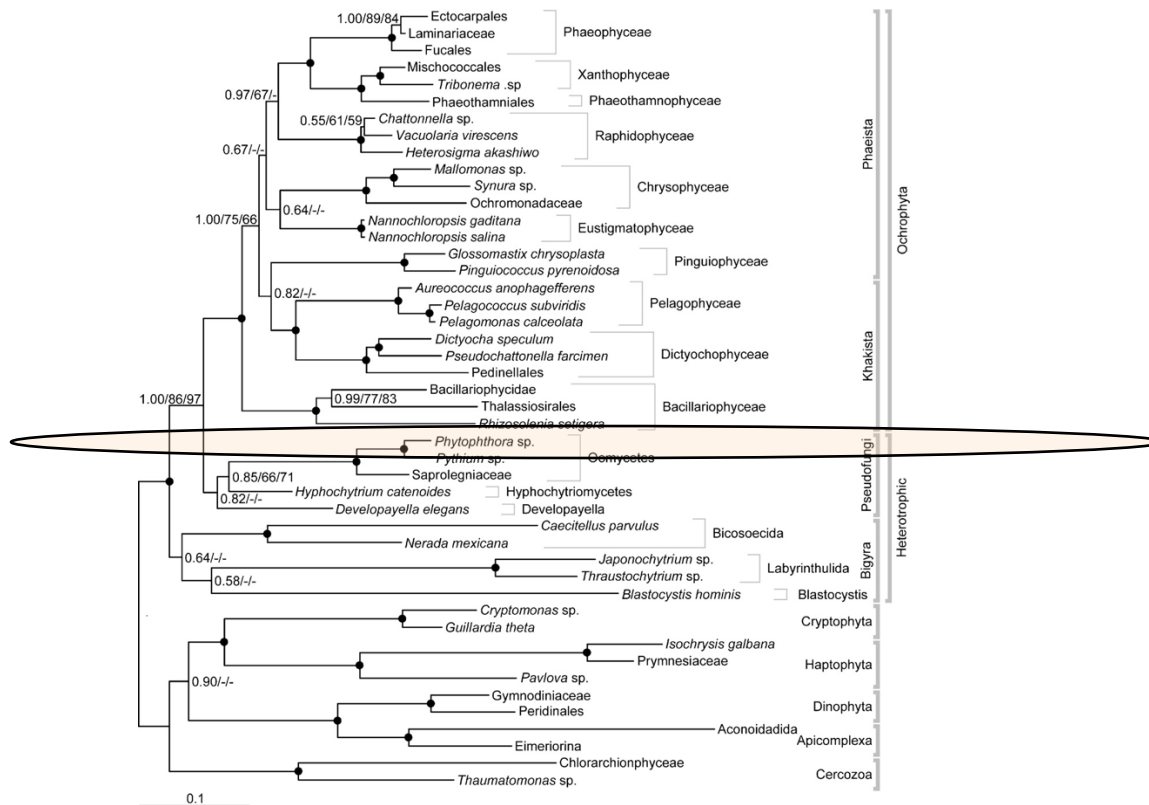 1.00/89/84
Ectocarpales
Laminariaceae
Phaeophyceae
Fucales
Mischococcales
Xanthophyceae
Tribonema .sp
0.97/67/-
Phaeothamniales
Phaeothamnophyceae
0.55/61/59
Chattonnella sp.
Vacuolaria virescens
Raphidophyceae
Phaeista
0.67/-/-
Heterosigma akashiwo
Mallomonas sp.
Synura sp.
Chrysophyceae
Ochromonadaceae
0.64/-/-
1.00/75/66
Nannochloropsis gaditana
Eustigmatophyceae
Nannochloropsis salina
Ochrophyta
Glossomastix chrysoplasta
Pinguiophyceae
Pinguiococcus pyrenoidosa
0.82/-/-
Aureococcus anophagefferens
Pelagococcus subviridis
Pelagophyceae
Pelagomonas calceolata
Dictyocha speculum
Pseudochattonella farcimen
Dictyochophyceae
Khakista
Pedinellales
Bacillariophycidae
1.00/86/97
0.99/77/83
Thalassiosirales
Bacillariophyceae
Rhizosolenia setigera
Phytophthora sp.
Pythium sp.
Oomycetes
Saprolegniaceae
Pseudofungi
0.85/66/71
Hyphochytrium catenoides
Hyphochytriomycetes
0.82/-/-
Developayella elegans
Developayella
Heterotrophic
Caecitellus parvulus
Bicosoecida
Nerada mexicana
0.64/-/-
Japonochytrium sp.
Labyrinthulida
Bigyra
Thraustochytrium sp.
0.58/-/-
Blastocystis hominis
Blastocystis
Cryptomonas sp.
Cryptophyta
Guillardia theta
Isochrysis galbana
Prymnesiaceae
Haptophyta
Pavlova sp.
0.90/-/-
Gymnodiniaceae
Dinophyta
Peridinales
Aconoidadida
Apicomplexa
Eimeriorina
Chlorarchionphyceae
Cercozoa
Thaumatomonas sp.
0.1